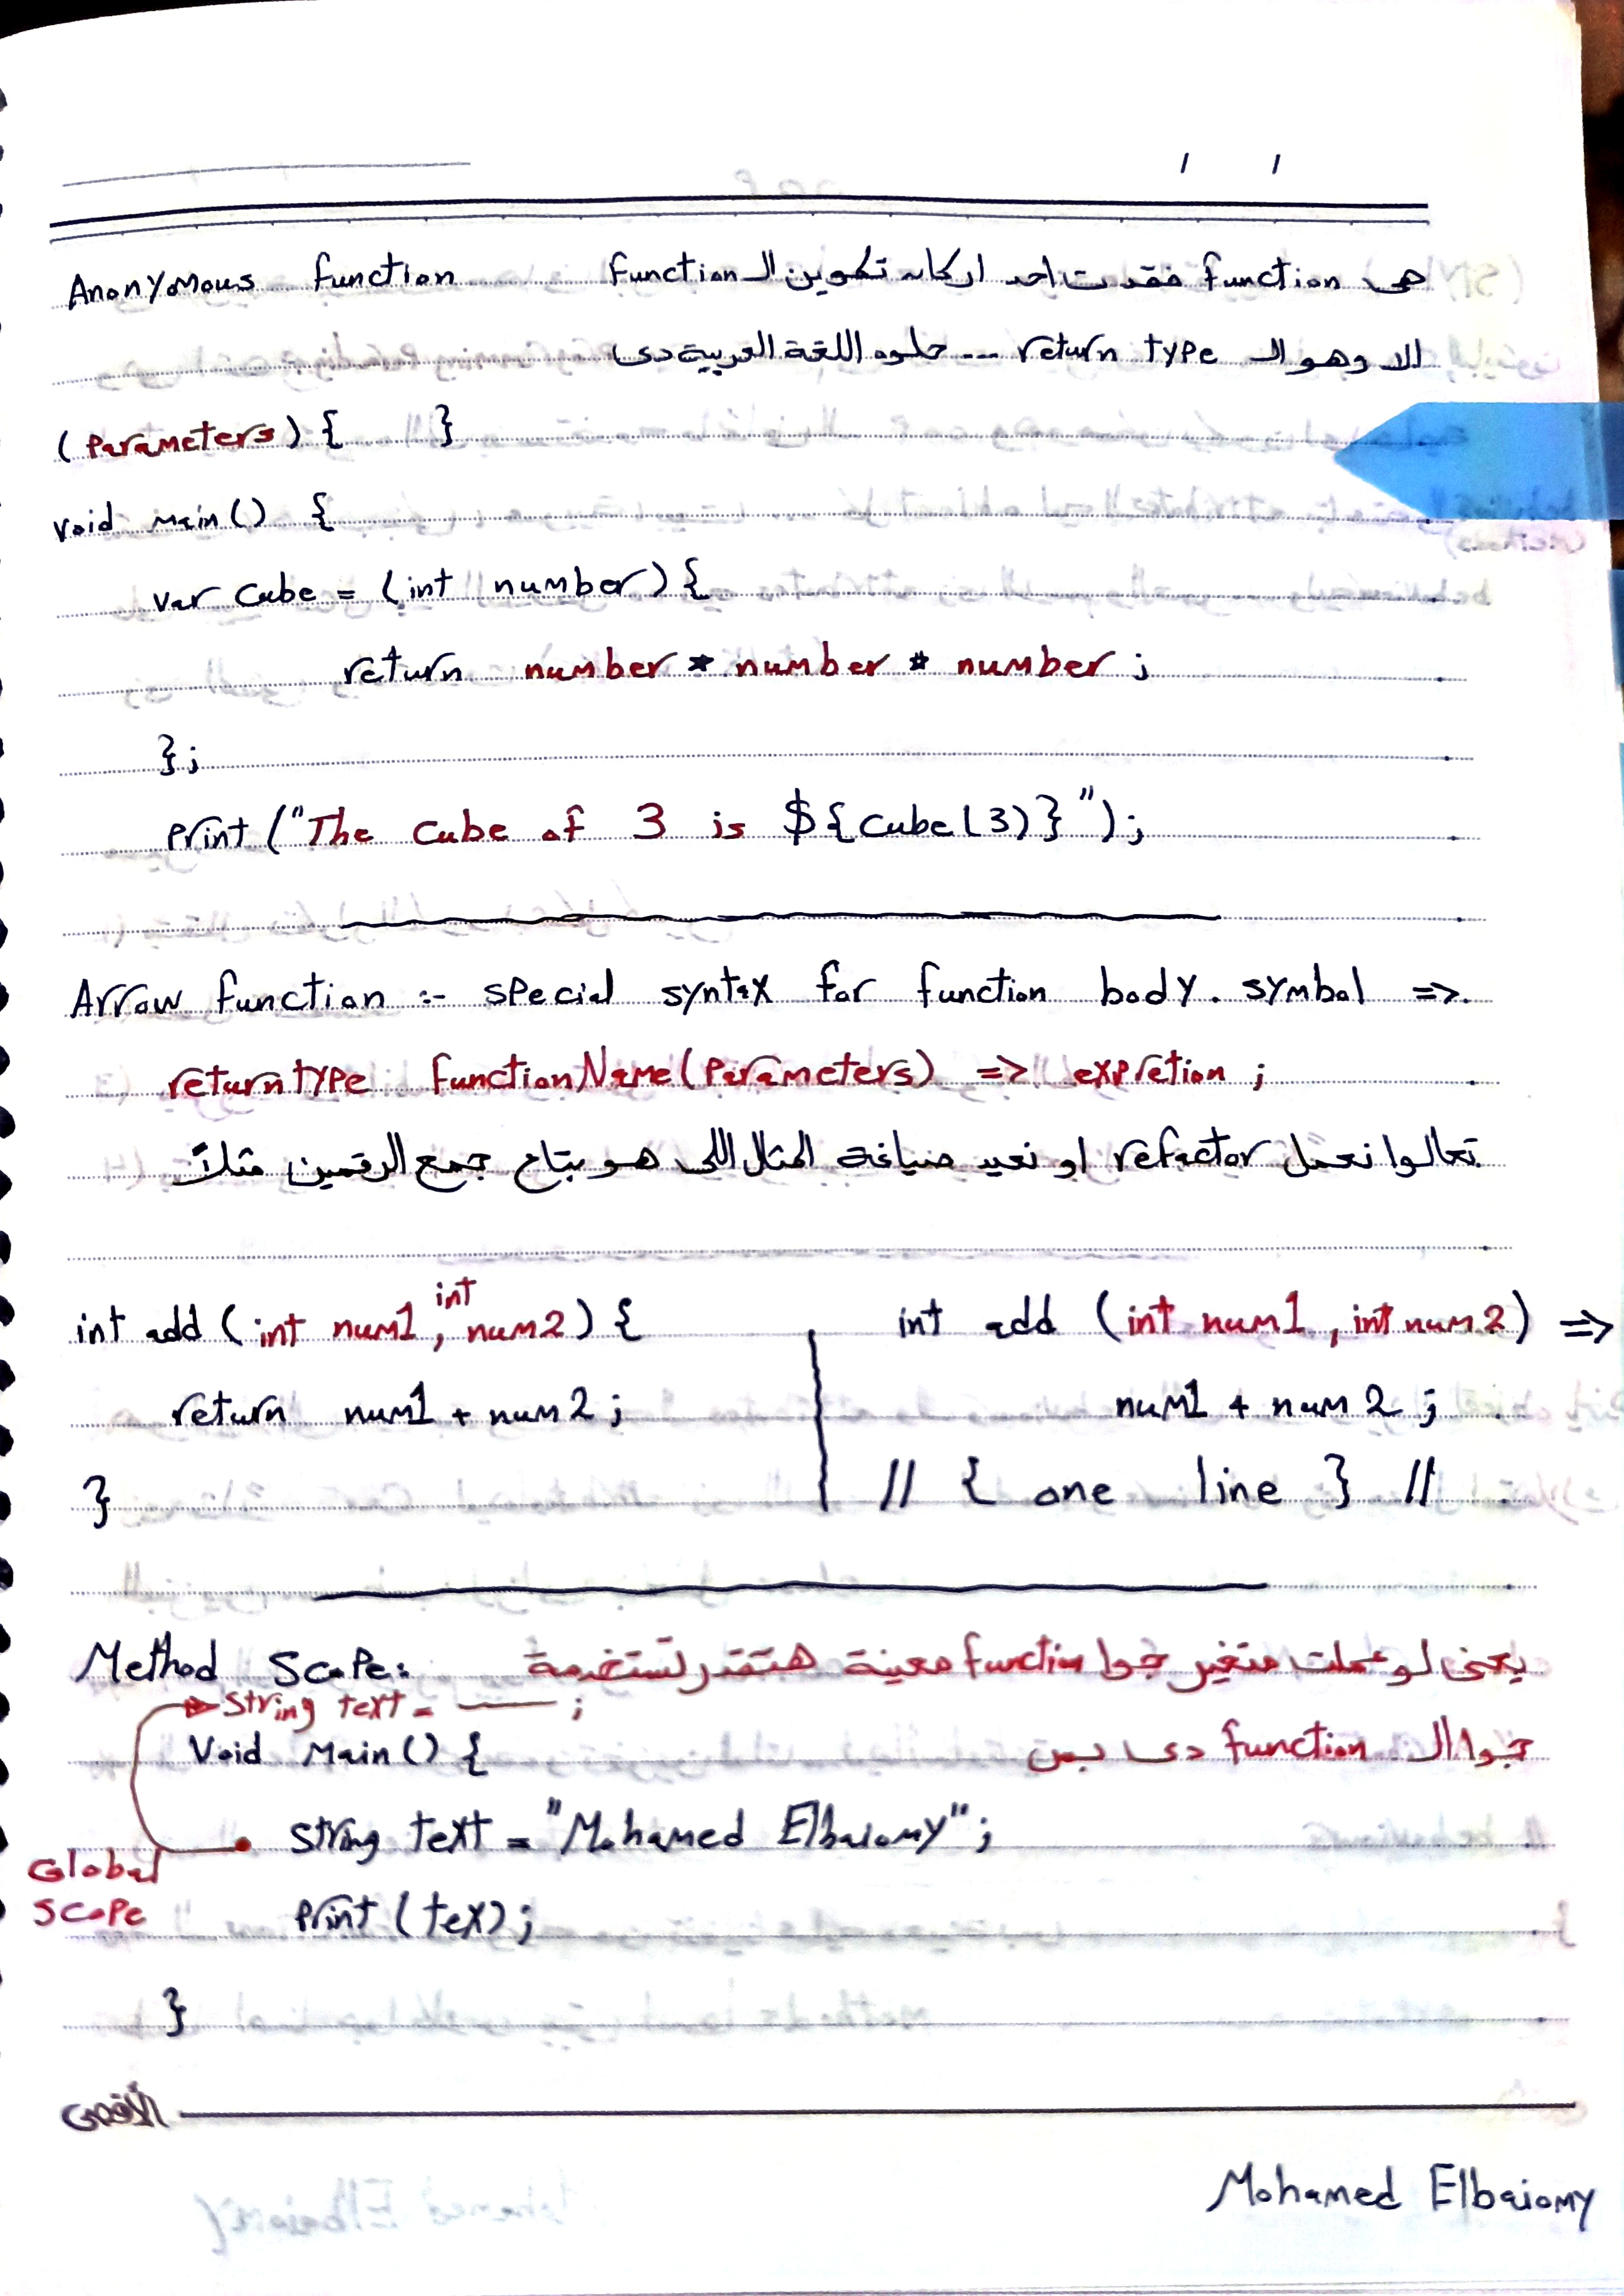 Anonymous function هى function فقدت احد اركان تكوين الـ function
الا وهو الـ return type --- حلوه اللغة العربية دى
(Parameters) { }
void main() {
var cube = (int number) {
return number * number * number ;
};
print ("The cube of 3 is ${cube(3)}");
Arrow function :- special syntax for function body. symbol =>.
returntype functionName(Parameters) => expretion ;
تعالوا نعمل refactor او نعيد صياغة المثال اللى هو بتاع جمع الرقمين مثلاً
int add (int num1, int num2) {
return num1 + num2 ;
}
int add (int num1, int num2) =>
num1 + num2 ;
// { one line } //
Method Scope: يعنى لو عملت متغير جوا function معينة هتقدر تستخدمة
جوا الـ function دى بس
String text = ——— ;
Void main() {
String text = "Mohamed Elbaiomy";
Global
Scope
print (tex);
}
الأقصى
Mohamed Elbaiomy